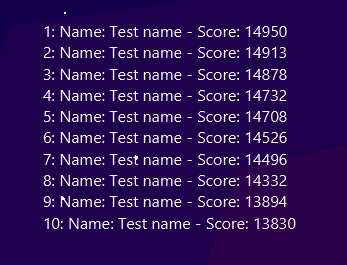 1: Name: Test name - Score: 14950
2: Name: Test name - Score: 14913
3: Name: Test name - Score: 14878
4: Name: Test name - Score: 14732
5: Name: Test name - Score: 14708
6: Name: Test name - Score: 14526
7: Name: Test name - Score: 14496
8: Name: Test name - Score: 14332
9: Name: Test name - Score: 13894
10: Name: Test name - Score: 13830